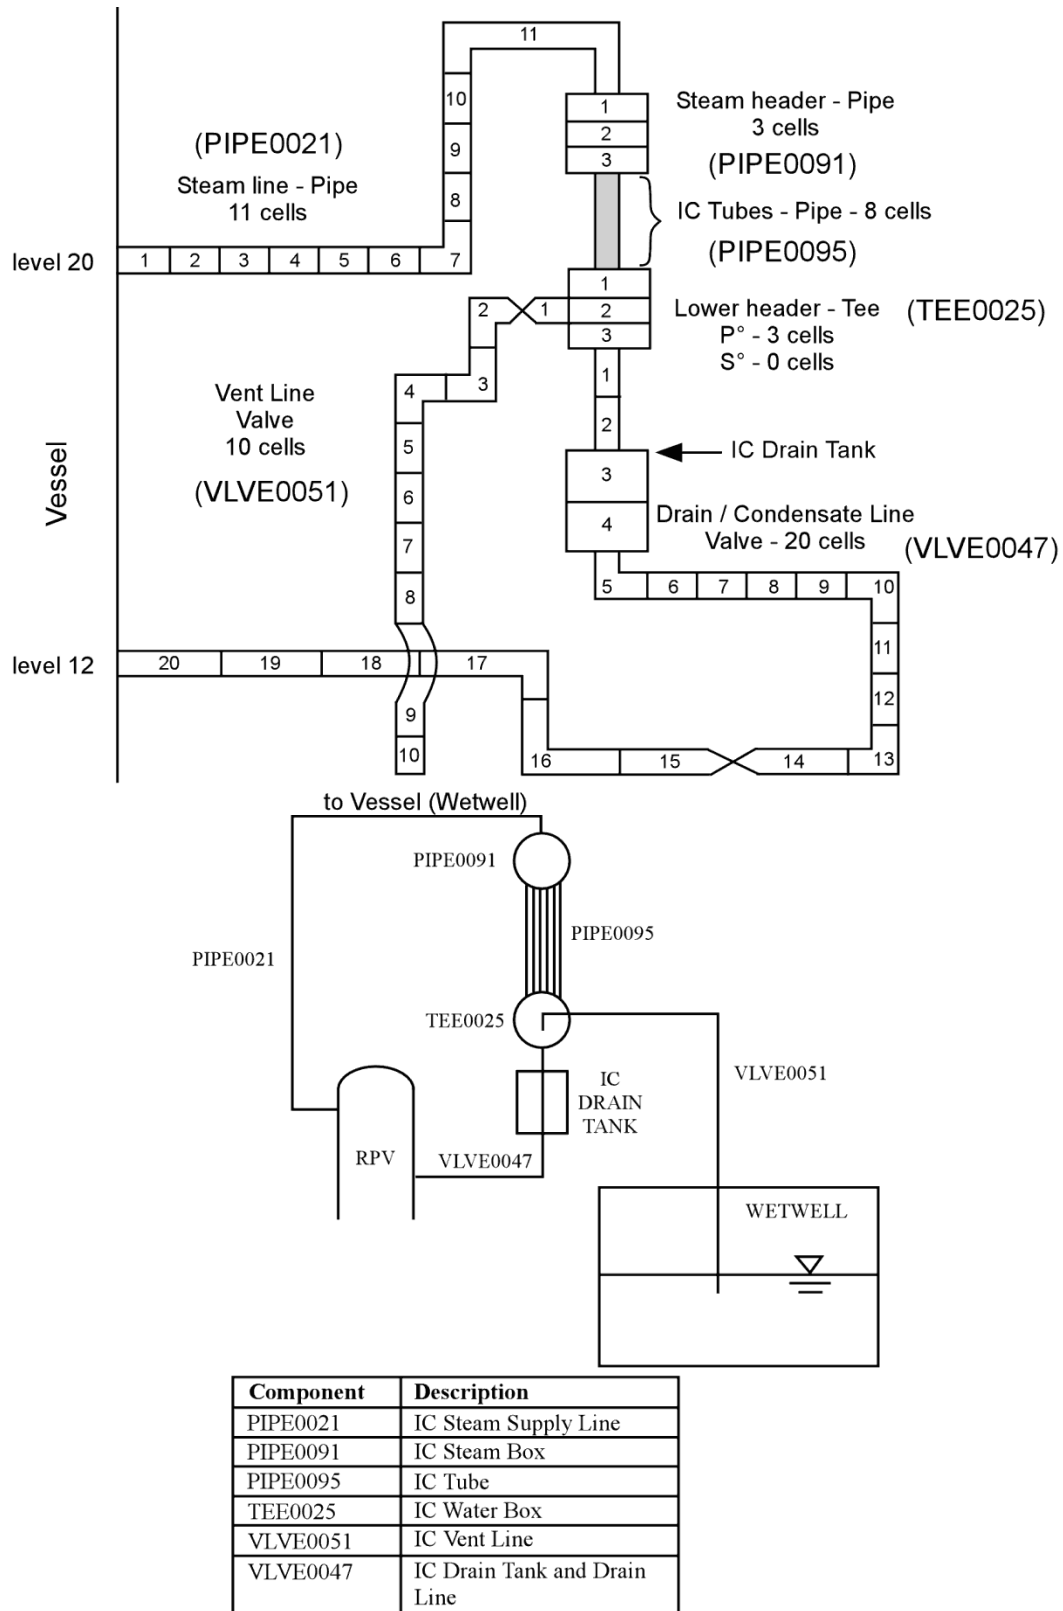 11
10
9
8
(PIPE0021)
Steam line - Pipe
11 cells
level 20
1 2 3 4 5 6 7
1
2
3
Steam header - Pipe
3 cells
(PIPE0091)
IC Tubes - Pipe - 8 cells
(PIPE0095)
1
2
3
Lower header - Tee
P° - 3 cells
S° - 0 cells
(TEE0025)
2 1
3
4
5
6
7
8
9
10
Vent Line
Valve
10 cells
(VLVE0051)
Vessel
1
2
3
4
IC Drain Tank
Drain / Condensate Line
Valve - 20 cells
(VLVE0047)
5 6 7 8 9 10
11
12
13
level 12
20 19 18 17
16 15 14
to Vessel (Wetwell)
PIPE0091
PIPE0095
PIPE0021
TEE0025
VLVE0051
IC
DRAIN
TANK
RPV
VLVE0047
WETWELL
Component Description
PIPE0021 IC Steam Supply Line
PIPE0091 IC Steam Box
PIPE0095 IC Tube
TEE0025 IC Water Box
VLVE0051 IC Vent Line
VLVE0047 IC Drain Tank and Drain
Line